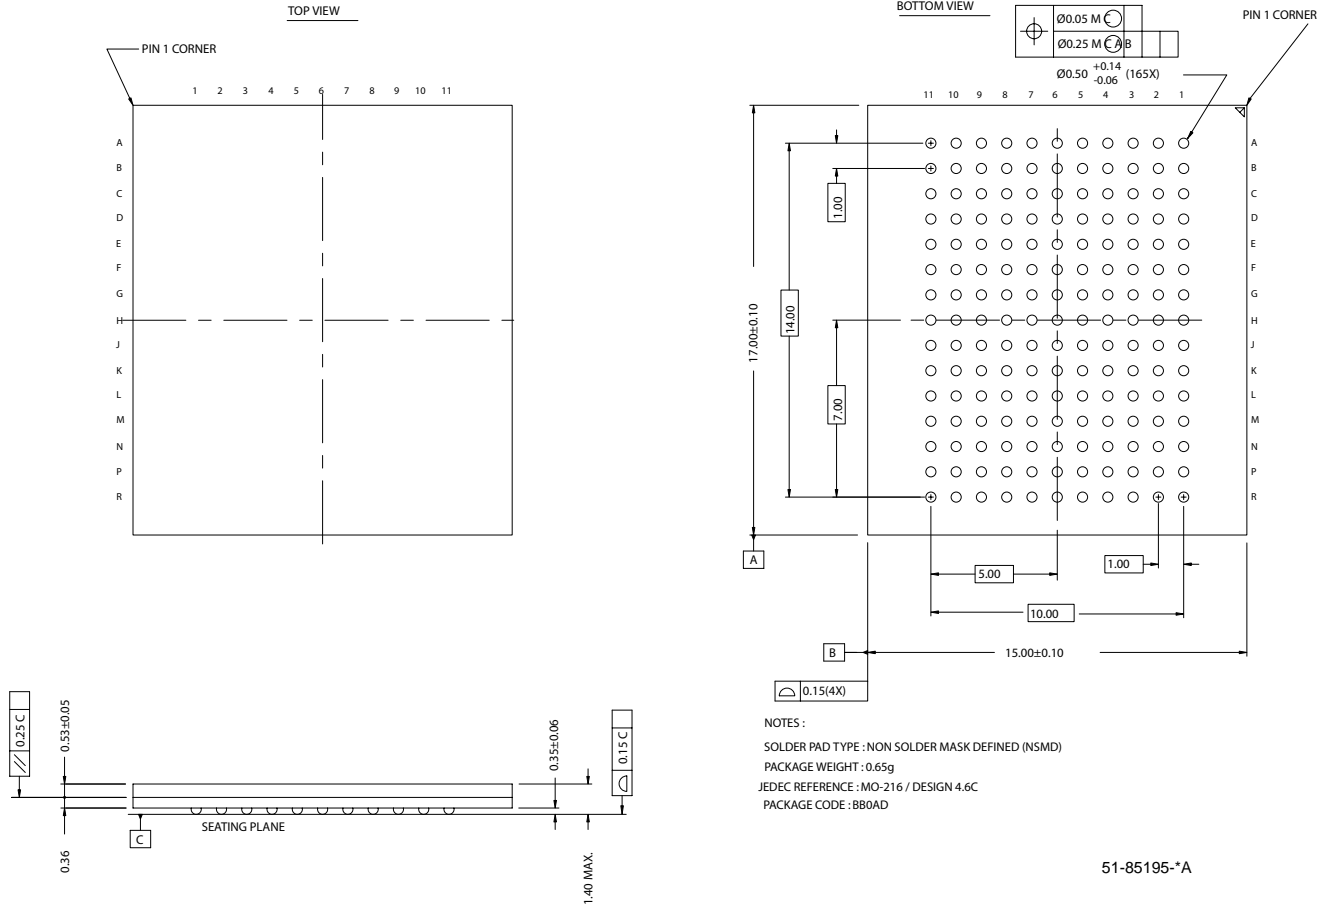 TOP VIEW
PIN 1 CORNER
1 2 3 4 5 6 7 8 9 10 11
A
B
C
D
E
F
G
H
J
K
L
M
N
P
R
BOTTOM VIEW
PIN 1 CORNER
Ø0.05 M C
Ø0.25 M C A B
Ø0.50 +0.14 -0.06 (165X)
11 10 9 8 7 6 5 4 3 2 1
A
B
C
D
E
F
G
H
J
K
L
M
N
P
R
1.00
14.00
17.00±0.10
7.00
A
5.00
1.00
10.00
B
15.00±0.10
0.15(4X)
0.25 C
0.53±0.05
0.35±0.06
0.15 C
SEATING PLANE
C
0.36
1.40 MAX.
NOTES :
SOLDER PAD TYPE : NON SOLDER MASK DEFINED (NSMD)
PACKAGE WEIGHT : 0.65g
JEDEC REFERENCE : MO-216 / DESIGN 4.6C
PACKAGE CODE : BB0AD
51-85195-*A